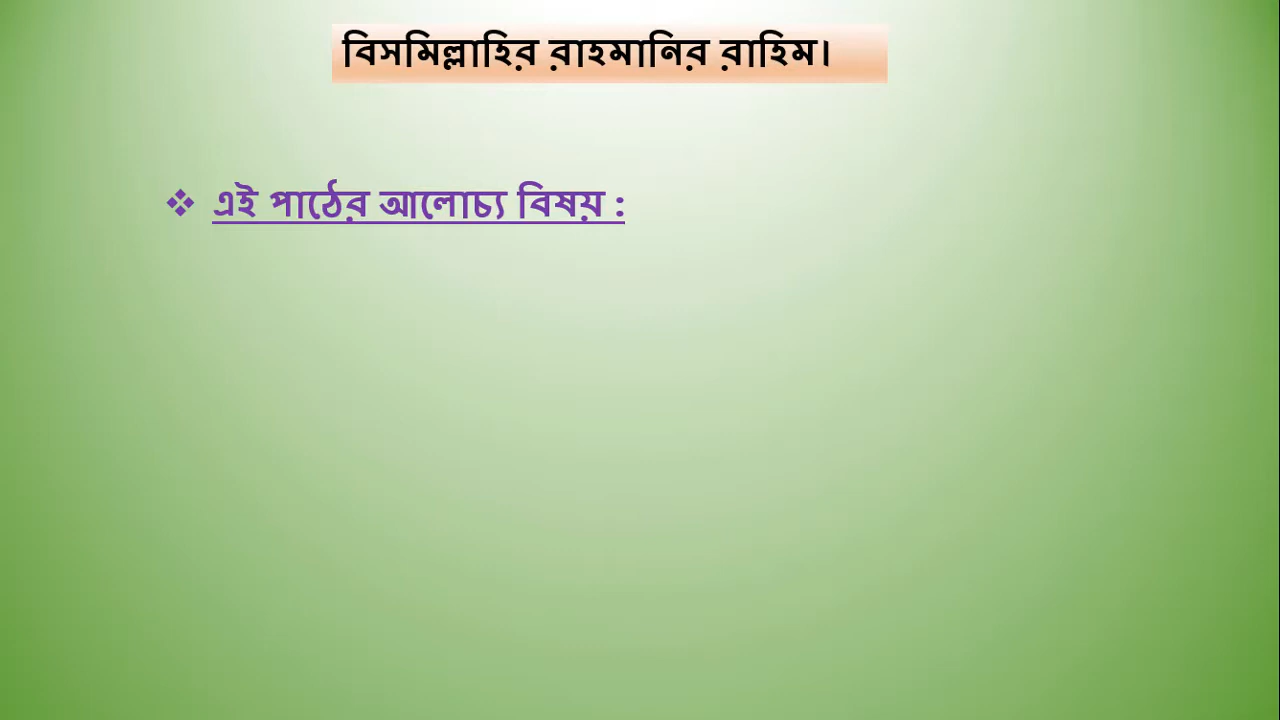 বিসমিল্লাহির রাহমানির রাহিম।
❖ এই পাঠের আলোচ্য বিষয় :